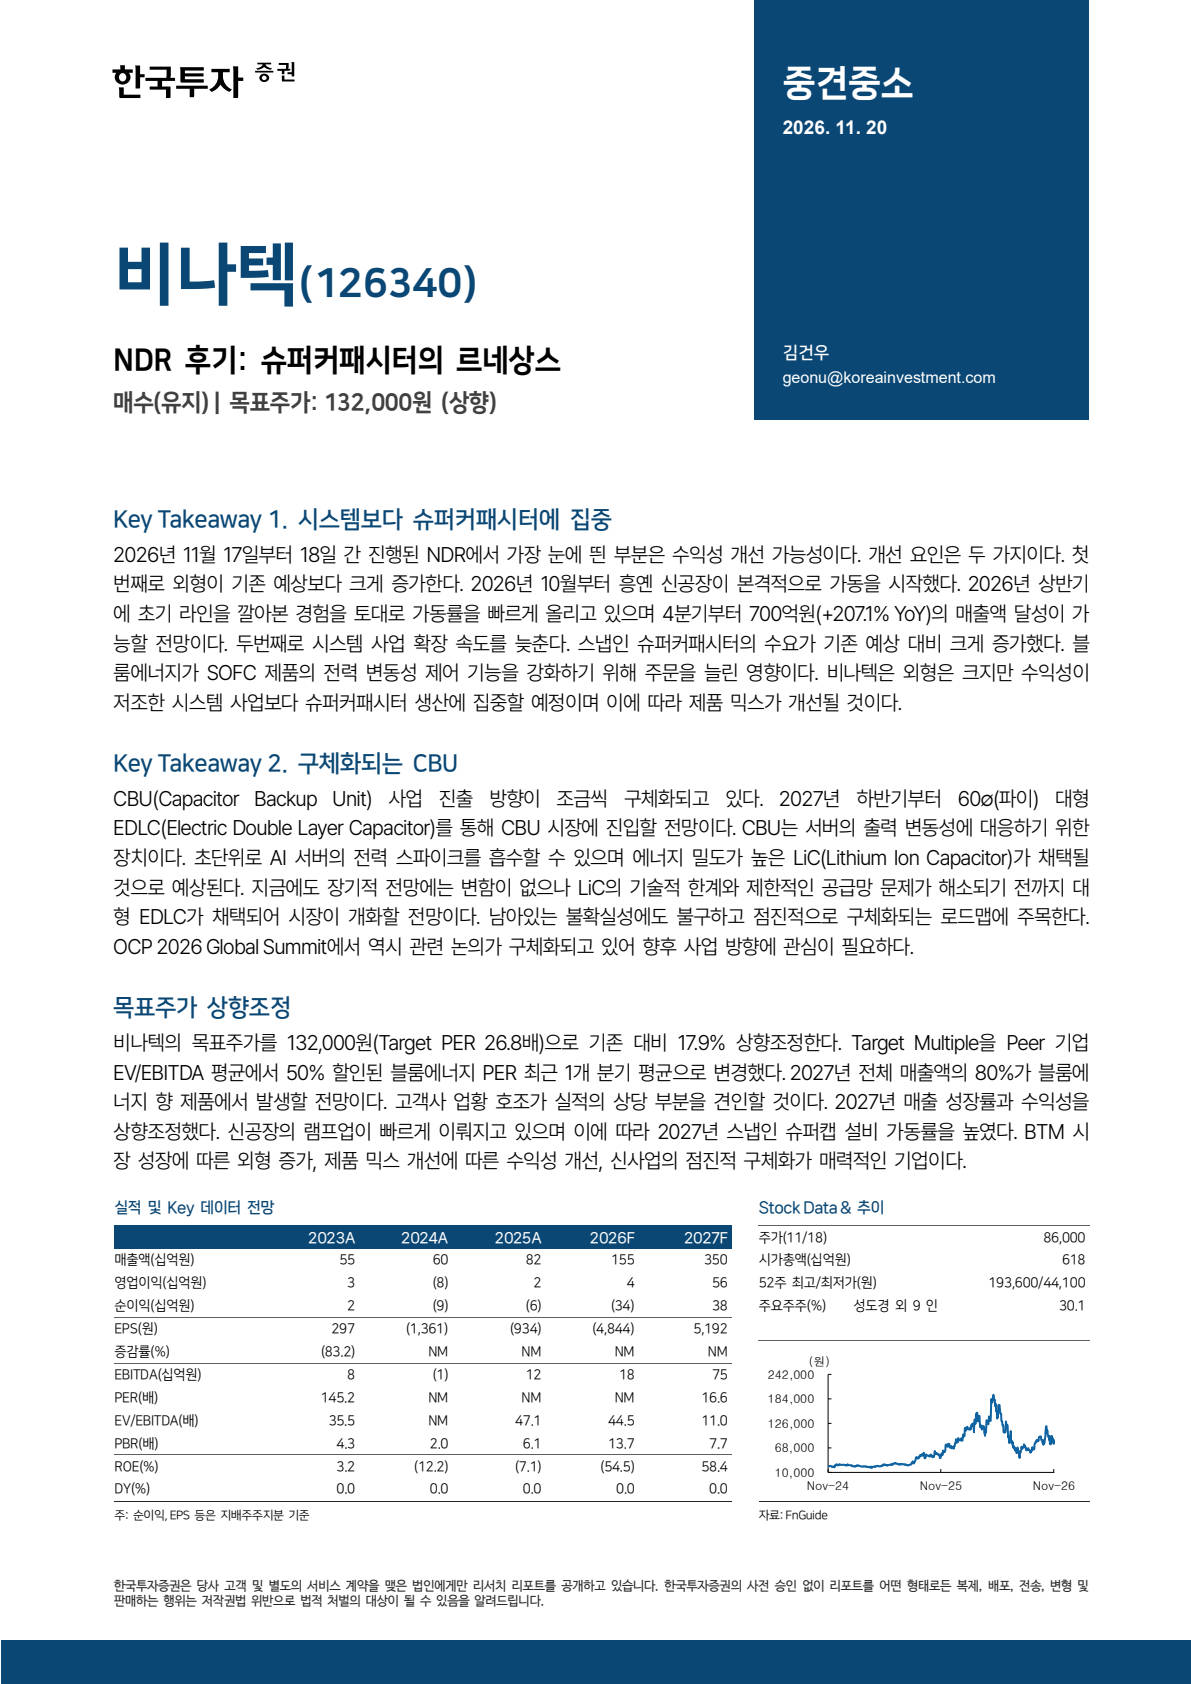 한국투자 증권
중견중소
2026. 11. 20
비나텍(126340)
NDR 후기: 슈퍼커패시터의 르네상스
매수(유지) | 목표주가: 132,000원 (상향)
김건우
geonu@koreainvestment.com
Key Takeaway 1. 시스템보다 슈퍼커패시터에 집중
2026년 11월 17일부터 18일 간 진행된 NDR에서 가장 눈에 띈 부분은 수익성 개선 가능성이다. 개선 요인은 두 가지이다. 첫
번째로 외형이 기존 예상보다 크게 증가한다. 2026년 10월부터 흥옌 신공장이 본격적으로 가동을 시작했다. 2026년 상반기
에 초기 라인을 깔아본 경험을 토대로 가동률을 빠르게 올리고 있으며 4분기부터 700억원(+207.1% YoY)의 매출액 달성이 가
능할 전망이다. 두번째로 시스템 사업 확장 속도를 늦춘다. 스냅인 슈퍼커패시터의 수요가 기존 예상 대비 크게 증가했다. 블
룸에너지가 SOFC 제품의 전력 변동성 제어 기능을 강화하기 위해 주문을 늘린 영향이다. 비나텍은 외형은 크지만 수익성이
저조한 시스템 사업보다 슈퍼커패시터 생산에 집중할 예정이며 이에 따라 제품 믹스가 개선될 것이다.
Key Takeaway 2. 구체화되는 CBU
CBU(Capacitor Backup Unit) 사업 진출 방향이 조금씩 구체화되고 있다. 2027년 하반기부터 60ø(파이) 대형
EDLC(Electric Double Layer Capacitor)를 통해 CBU 시장에 진입할 전망이다. CBU는 서버의 출력 변동성에 대응하기 위한
장치이다. 초단위로 AI 서버의 전력 스파이크를 흡수할 수 있으며 에너지 밀도가 높은 LiC(Lithium Ion Capacitor)가 채택될
것으로 예상된다. 지금에도 장기적 전망에는 변함이 없으나 LiC의 기술적 한계와 제한적인 공급망 문제가 해소되기 전까지 대
형 EDLC가 채택되어 시장이 개화할 전망이다. 남아있는 불확실성에도 불구하고 점진적으로 구체화되는 로드맵에 주목한다.
OCP 2026 Global Summit에서 역시 관련 논의가 구체화되고 있어 향후 사업 방향에 관심이 필요하다.
목표주가 상향조정
비나텍의 목표주가를 132,000원(Target PER 26.8배)으로 기존 대비 17.9% 상향조정한다. Target Multiple을 Peer 기업
EV/EBITDA 평균에서 50% 할인된 블룸에너지 PER 최근 1개 분기 평균으로 변경했다. 2027년 전체 매출액의 80%가 블룸에
너지 향 제품에서 발생할 전망이다. 고객사 업황 호조가 실적의 상당 부분을 견인할 것이다. 2027년 매출 성장률과 수익성을
상향조정했다. 신공장의 램프업이 빠르게 이뤄지고 있으며 이에 따라 2027년 스냅인 슈퍼캡 설비 가동률을 높였다. BTM 시
장 성장에 따른 외형 증가, 제품 믹스 개선에 따른 수익성 개선, 신사업의 점진적 구체화가 매력적인 기업이다.
실적 및 Key 데이터 전망
2023A 2024A 2025A 2026F 2027F
매출액(십억원) 55 60 82 155 350
영업이익(십억원) 3 (8) 2 4 56
순이익(십억원) 2 (9) (6) (34) 38
EPS(원) 297 (1,361) (934) (4,844) 5,192
증감률(%) (83.2) NM NM NM NM
EBITDA(십억원) 8 (1) 12 18 75
PER(배) 145.2 NM NM NM 16.6
EV/EBITDA(배) 35.5 NM 47.1 44.5 11.0
PBR(배) 4.3 2.0 6.1 13.7 7.7
ROE(%) 3.2 (12.2) (7.1) (54.5) 58.4
DY(%) 0.0 0.0 0.0 0.0 0.0
주: 순이익, EPS 등은 지배주주지분 기준
Stock Data & 추이
주가(11/18) 86,000
시가총액(십억원) 618
52주 최고/최저가(원) 193,600/44,100
주요주주(%) 성도경 외 9 인 30.1
(원)
242,000
184,000
126,000
68,000
10,000
Nov-24 Nov-25 Nov-26
자료: FnGuide
한국투자증권은 당사 고객 및 별도의 서비스 계약을 맺은 법인에게만 리서치 리포트를 공개하고 있습니다. 한국투자증권의 사전 승인 없이 리포트를 어떤 형태로든 복제, 배포, 전송, 변형 및
판매하는 행위는 저작권법 위반으로 법적 처벌의 대상이 될 수 있음을 알려드립니다.